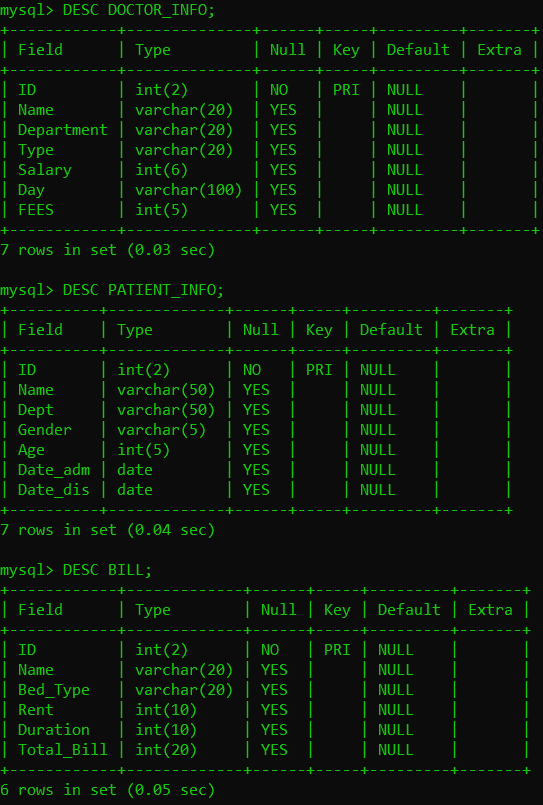 mysql> DESC DOCTOR_INFO;
+------------+--------------+------+-----+---------+-------+
| Field      | Type         | Null | Key | Default | Extra |
+------------+--------------+------+-----+---------+-------+
| ID         | int(2)       | NO   | PRI | NULL    |       |
| Name       | varchar(20)  | YES  |     | NULL    |       |
| Department | varchar(20)  | YES  |     | NULL    |       |
| Type       | varchar(20)  | YES  |     | NULL    |       |
| Salary     | int(6)       | YES  |     | NULL    |       |
| Day        | varchar(100) | YES  |     | NULL    |       |
| FEES       | int(5)       | YES  |     | NULL    |       |
+------------+--------------+------+-----+---------+-------+
7 rows in set (0.03 sec)

mysql> DESC PATIENT_INFO;
+----------+-------------+------+-----+---------+-------+
| Field    | Type        | Null | Key | Default | Extra |
+----------+-------------+------+-----+---------+-------+
| ID       | int(2)      | NO   | PRI | NULL    |       |
| Name     | varchar(50) | YES  |     | NULL    |       |
| Dept     | varchar(50) | YES  |     | NULL    |       |
| Gender   | varchar(5)  | YES  |     | NULL    |       |
| Age      | int(5)      | YES  |     | NULL    |       |
| Date_adm | date        | YES  |     | NULL    |       |
| Date_dis | date        | YES  |     | NULL    |       |
+----------+-------------+------+-----+---------+-------+
7 rows in set (0.04 sec)

mysql> DESC BILL;
+------------+-------------+------+-----+---------+-------+
| Field      | Type        | Null | Key | Default | Extra |
+------------+-------------+------+-----+---------+-------+
| ID         | int(2)      | NO   | PRI | NULL    |       |
| Name       | varchar(20) | YES  |     | NULL    |       |
| Bed_Type   | varchar(20) | YES  |     | NULL    |       |
| Rent       | int(10)     | YES  |     | NULL    |       |
| Duration   | int(10)     | YES  |     | NULL    |       |
| Total_Bill | int(20)     | YES  |     | NULL    |       |
+------------+-------------+------+-----+---------+-------+
6 rows in set (0.05 sec)